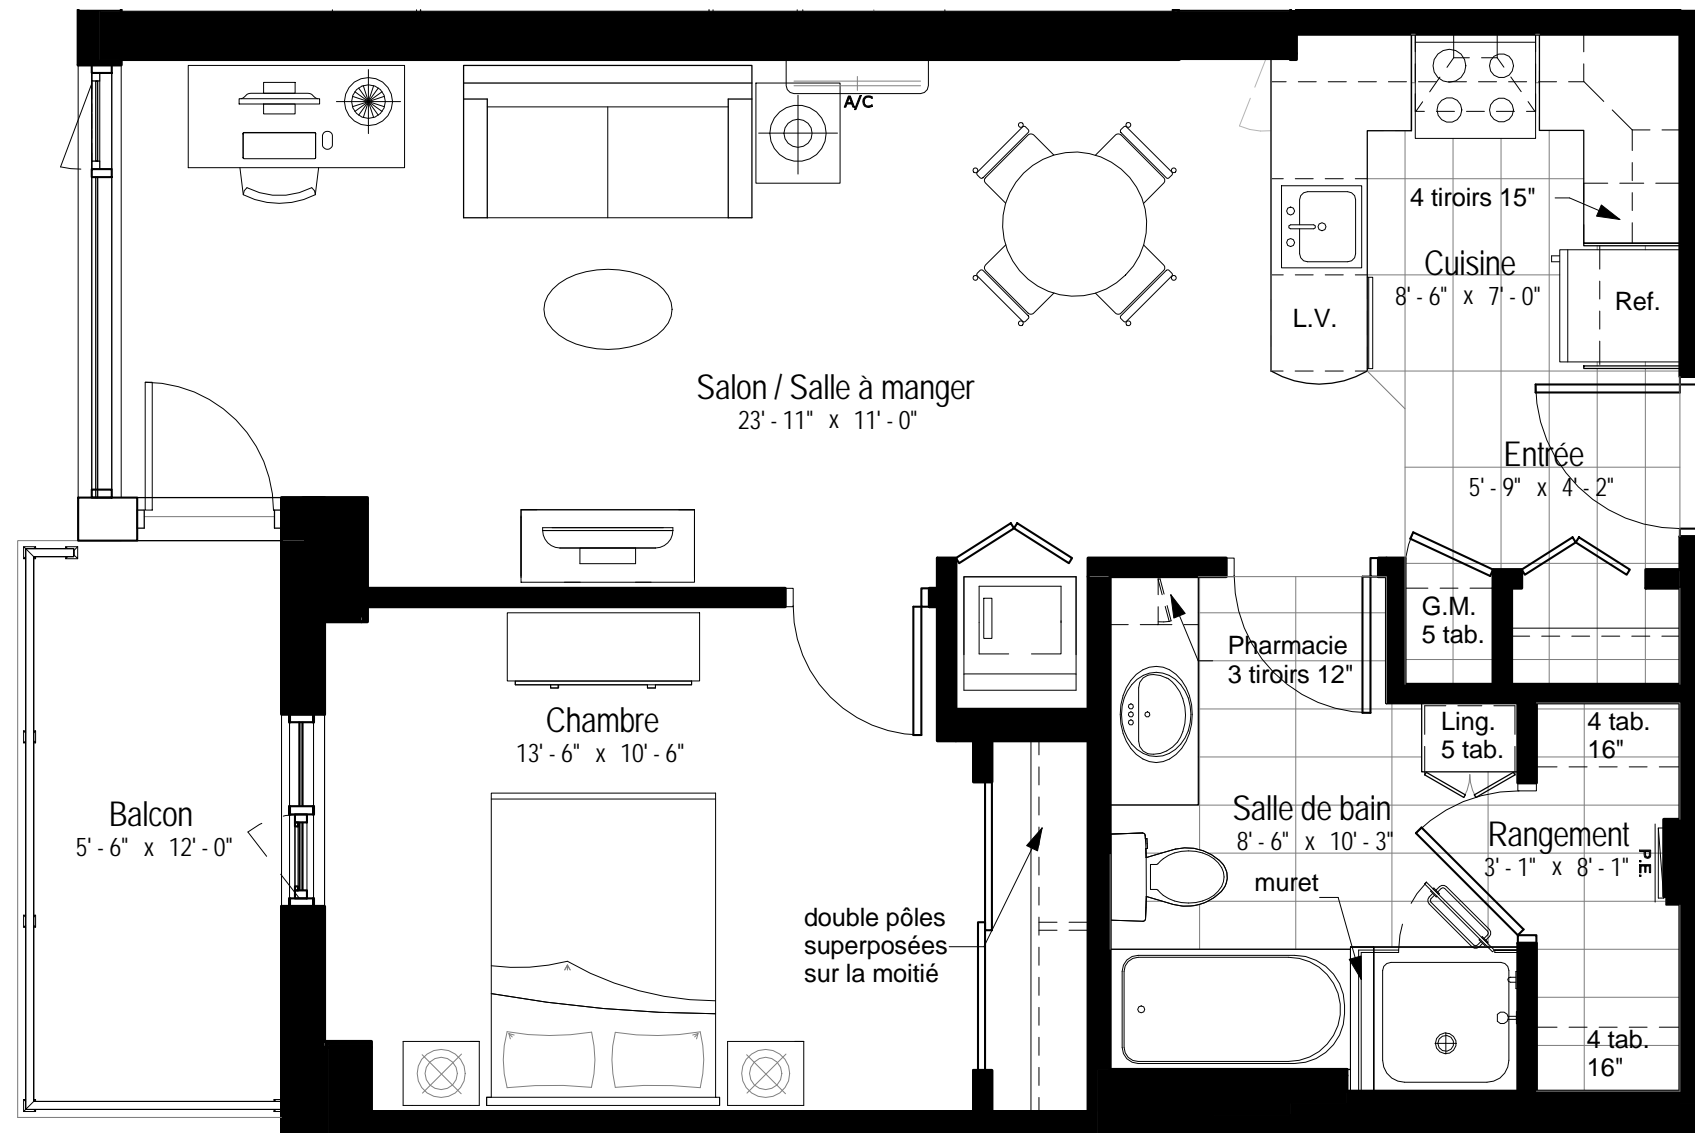 A/C
4 tiroirs 15"
Cuisine
8' - 6" x 7' - 0"
Ref.
L.V.
Salon / Salle à manger
23' - 11" x 11' - 0"
Entrée
5' - 9" x 4' - 2"
G.M.
5 tab.
Pharmacie
3 tiroirs 12"
Chambre
13' - 6" x 10' - 6"
Ling.
5 tab.
4 tab.
16"
Balcon
5' - 6" x 12' - 0"
Salle de bain
8' - 6" x 10' - 3"
Rangement
3' - 1" x 8' - 1"
P.E.
muret
double pôles
superposées
sur la moitié
4 tab.
16"